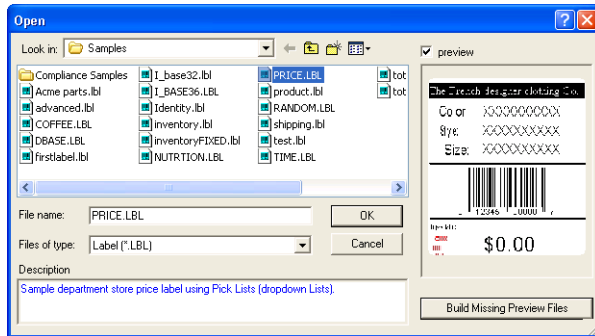 Open
Look in: Samples
preview
Compliance Samples
Acme parts.lbl
advanced.lbl
COFFEE.LBL
DBASE.LBL
firstlabel.lbl
I_base32.lbl
I_BASE36.LBL
Identity.lbl
inventory.lbl
inventoryFIXED.lbl
NUTRTION.LBL
PRICE.LBL
product.lbl
RANDOM.LBL
shipping.lbl
test.lbl
TIME.LBL
tot
tot
The French designer clothing Co.
Color XXXXXXXXXX
Stye: XXXXXXXXXX
Size: XXXXXXXXXX
12345
$0.00
File name: PRICE.LBL
OK
Files of type: Label (*.LBL)
Cancel
Description
Sample department store price label using Pick Lists (dropdown Lists).
Build Missing Preview Files